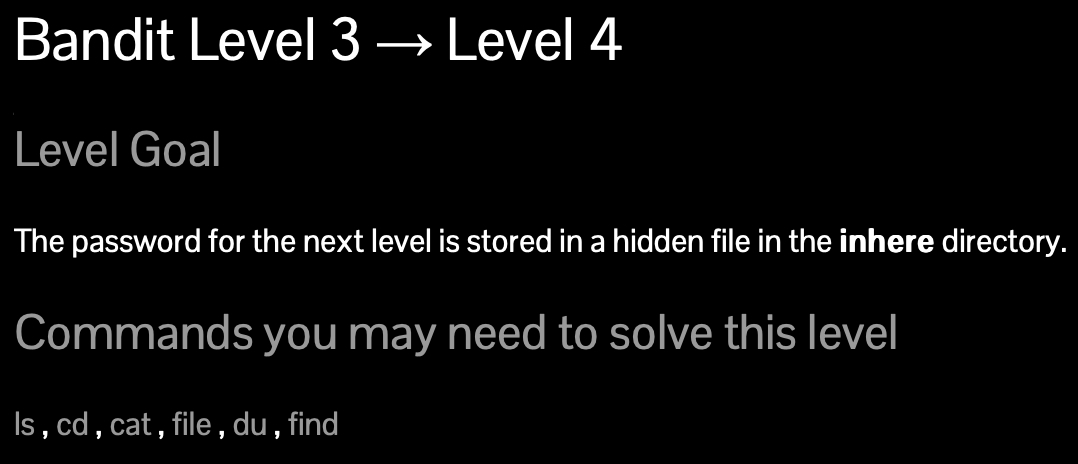 Bandit Level 3 → Level 4
Level Goal
The password for the next level is stored in a hidden file in the inhere directory.
Commands you may need to solve this level
ls , cd , cat , file , du , find